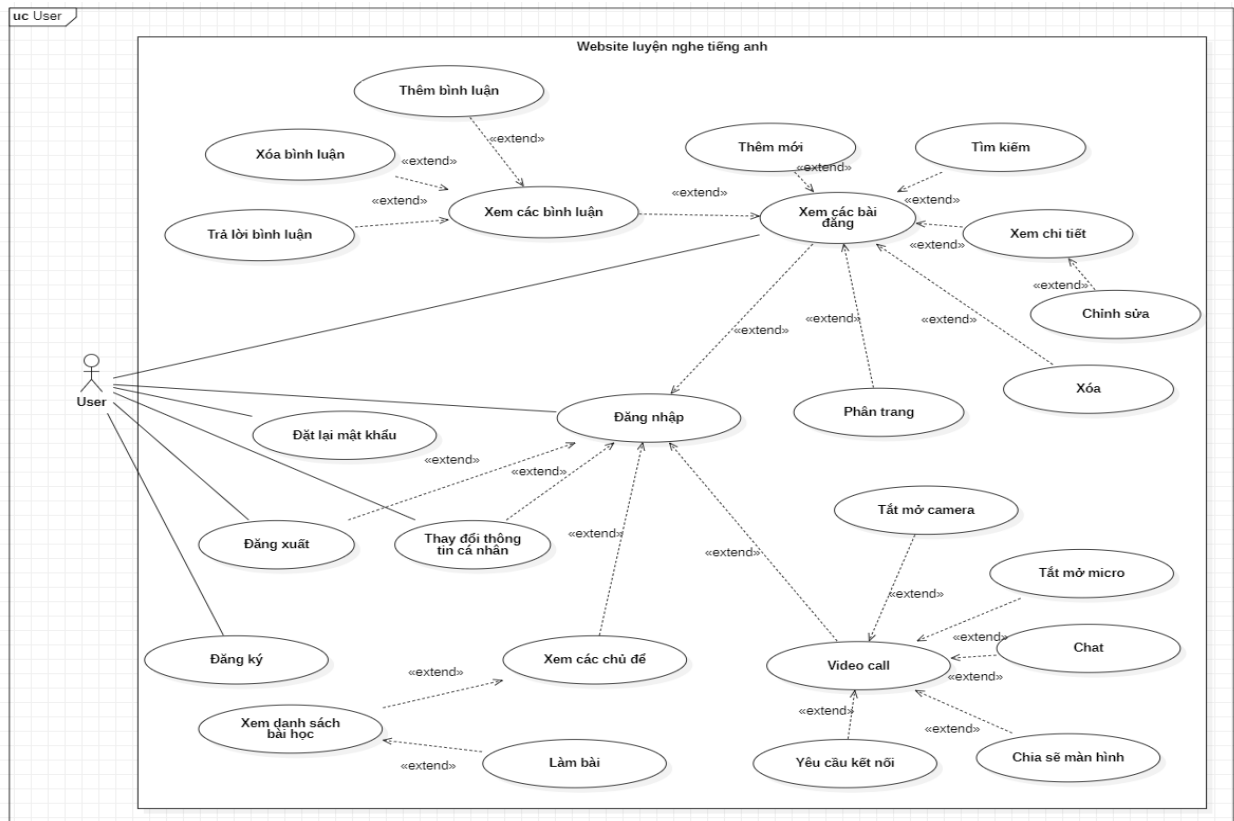 uc User
Website luyện nghe tiếng anh
Thêm bình luận
«extend»
Xóa bình luận
«extend»
Thêm mới
«extend»
Tìm kiếm
«extend»
Trả lời bình luận
«extend»
Xem các bình luận
«extend»
Xem các bài
đăng
Xem chi tiết
«extend»
«extend»
Chỉnh sửa
«extend»
«extend»
«extend»
Xóa
User
Đăng nhập
Phân trang
Đặt lại mật khẩu
«extend»
«extend»
Tắt mở camera
Đăng xuất
Thay đổi thông
tin cá nhân
«extend»
«extend»
Tắt mở micro
«extend»
Đăng ký
Xem các chủ đề
Video call
«extend»
Chat
«extend»
«extend»
Xem danh sách
bài học
«extend»
«extend»
Làm bài
«extend»
Yêu cầu kết nối
Chia sẽ màn hình